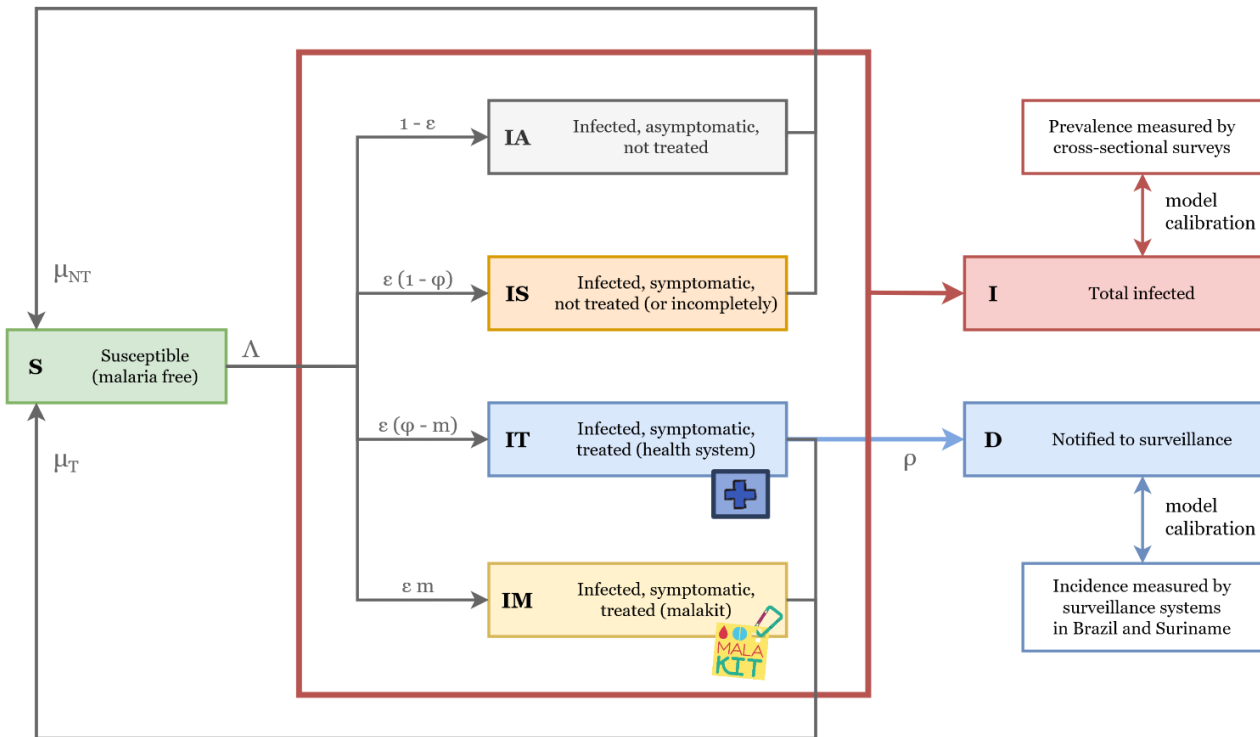 1 - ε
IA
Infected, asymptomatic,
not treated
Prevalence measured by
cross-sectional surveys
model
calibration
μNT
ε (1 - φ)
IS
Infected, symptomatic,
not treated (or incompletely)
I
Total infected
S
Susceptible
(malaria free)
Λ
μT
ε (φ - m)
IT
Infected, symptomatic,
treated (health system)
ρ
D
Notified to surveillance
model
calibration
ε m
IM
Infected, symptomatic,
treated (malakit)
MALA
KIT
Incidence measured by
surveillance systems
in Brazil and Suriname